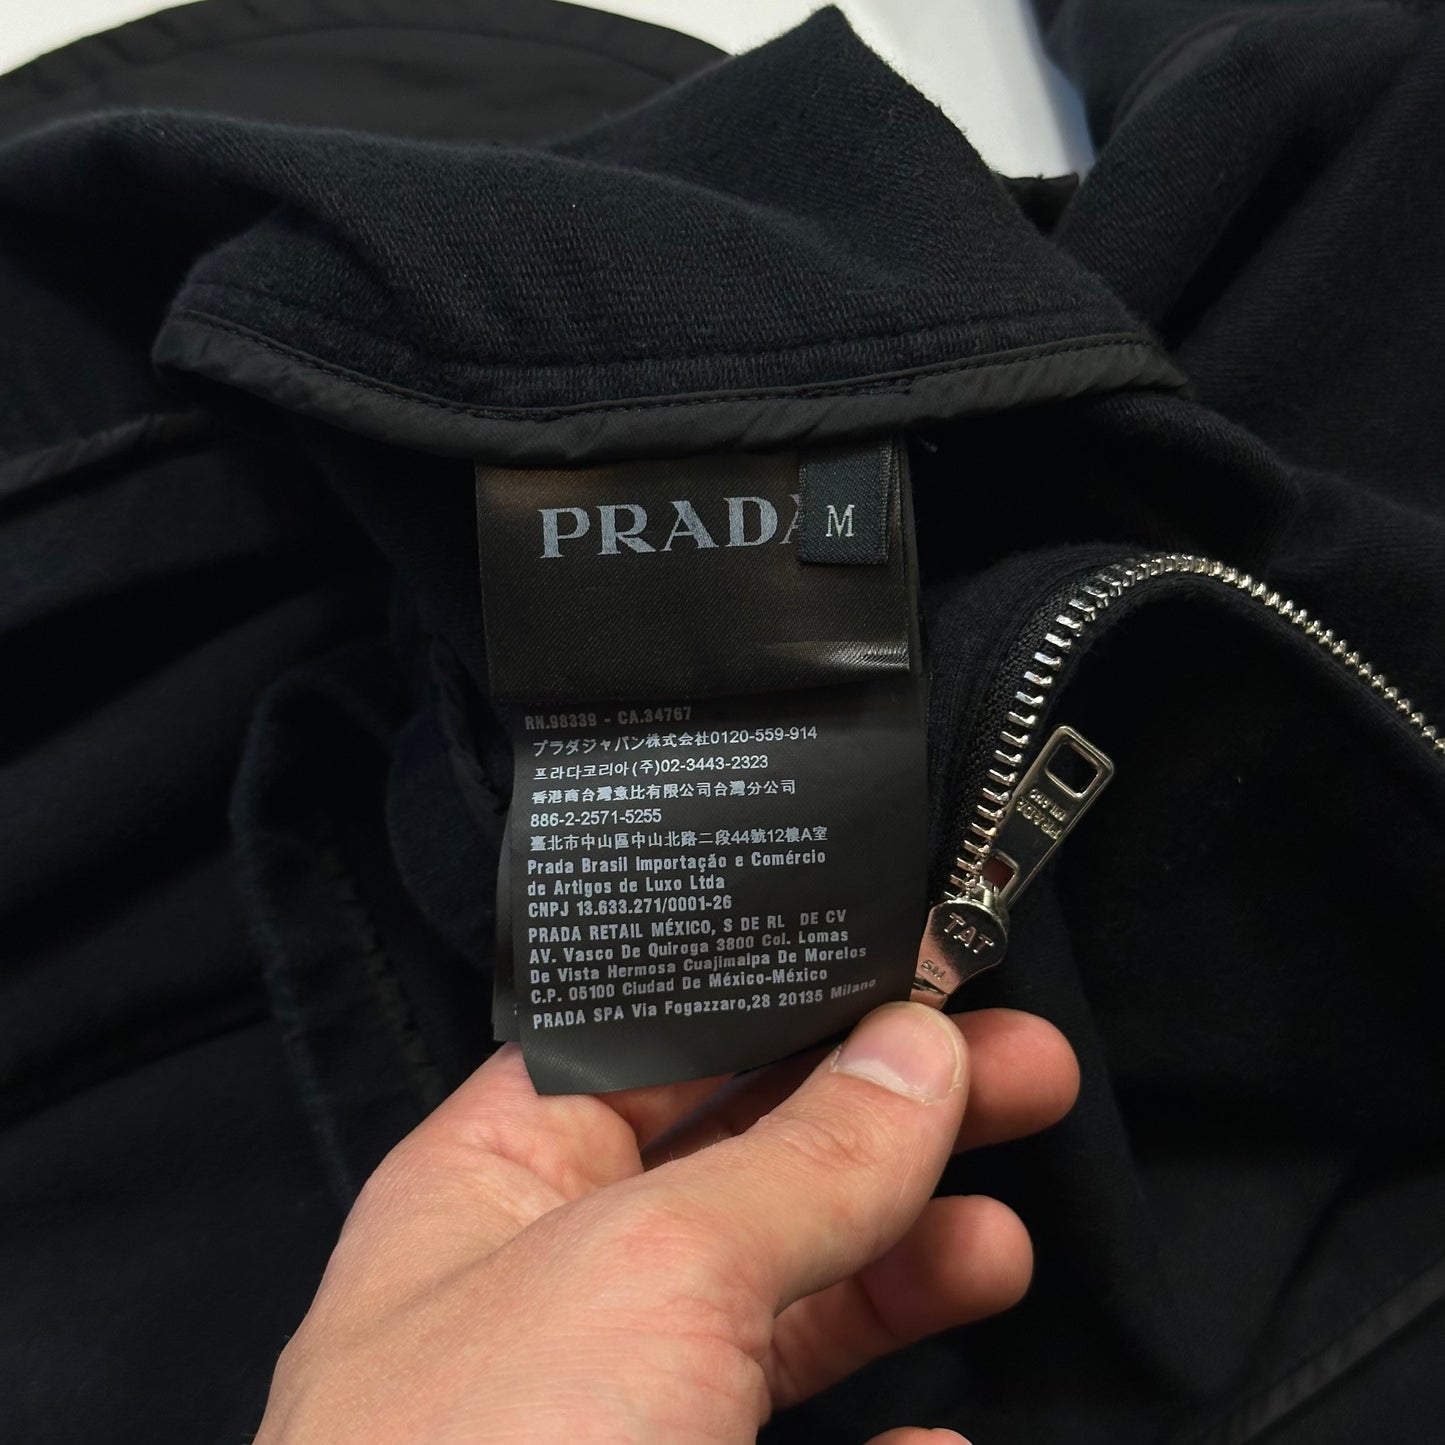 PRADA
M
RN.98339 - CA.34767
プラダジャパン株式会社0120-559-914
프라다코리아(주)02-3443-2323
香港商台灣意比有限公司台灣分公司
886-2-2571-5255
臺北市中山區中山北路二段44號12樓A室
Prada Brasil Importação e Comércio
de Artigos de Luxo Ltda
CNPJ 13.633.271/0001-26
PRADA RETAIL MÉXICO, S DE RL DE CV
AV. Vasco De Quiroga 3800 Col. Lomas
De Vista Hermosa Cuajimalpa De Morelos
C.P. 05100 Ciudad De México-México
PRADA SPA Via Fogazzaro,28 20135 Milano
PRADA
MILANO
TAT
5M